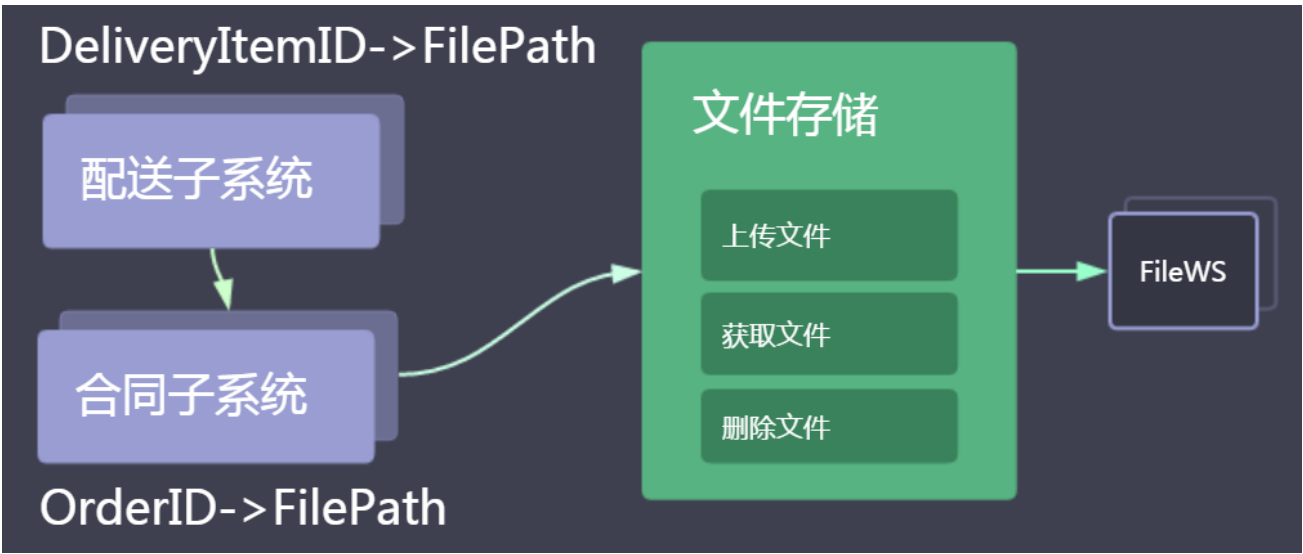 DeliveryItemID->FilePath
配送子系统
合同子系统
OrderID->FilePath
文件存储
上传文件
获取文件
删除文件
FileWS